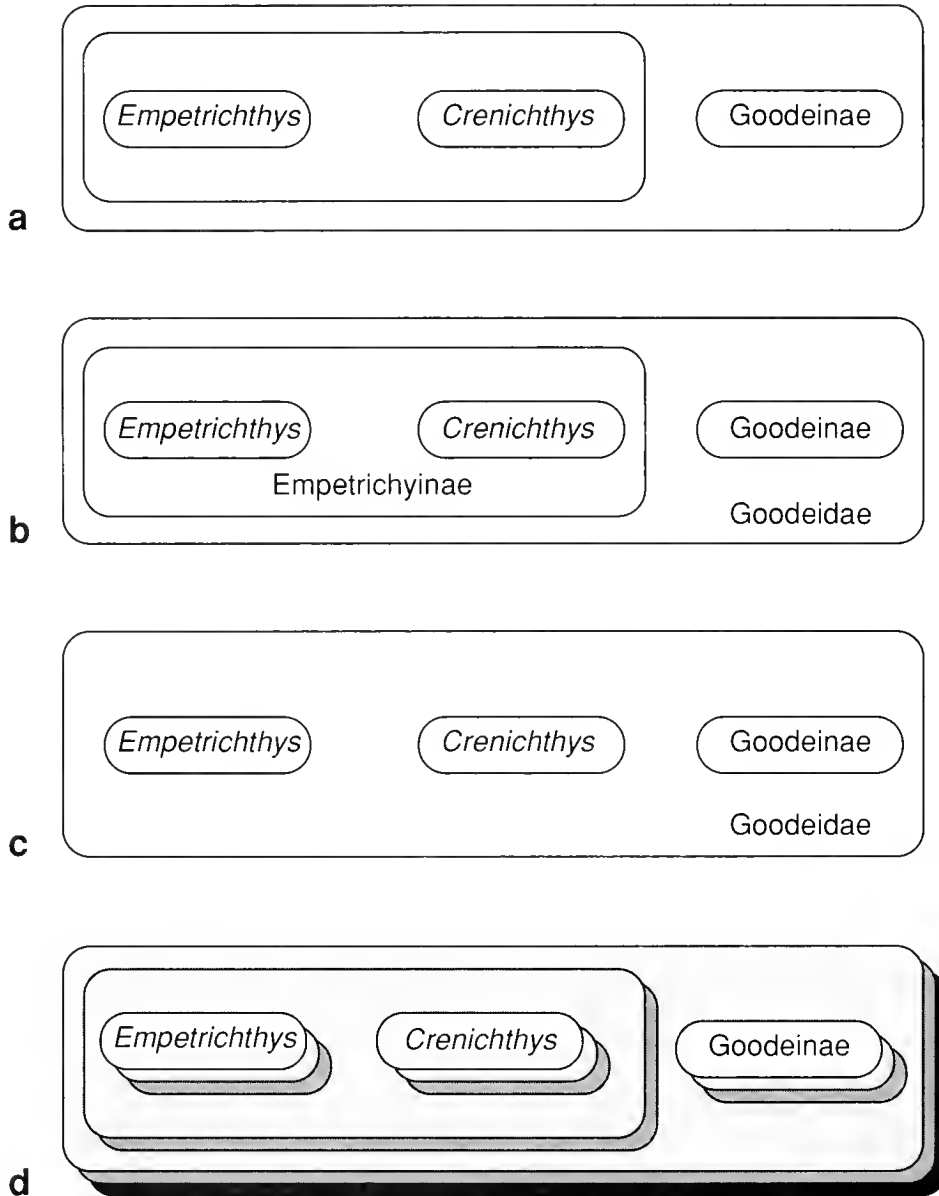 Empetrichthys Crenichthys Goodeinae
a
Empetrichthys Crenichthys Goodeinae
Empetrichyinae
Goodeidae
b
Empetrichthys Crenichthys Goodeinae
Goodeidae
c
Empetrichthys Crenichthys Goodeinae
d